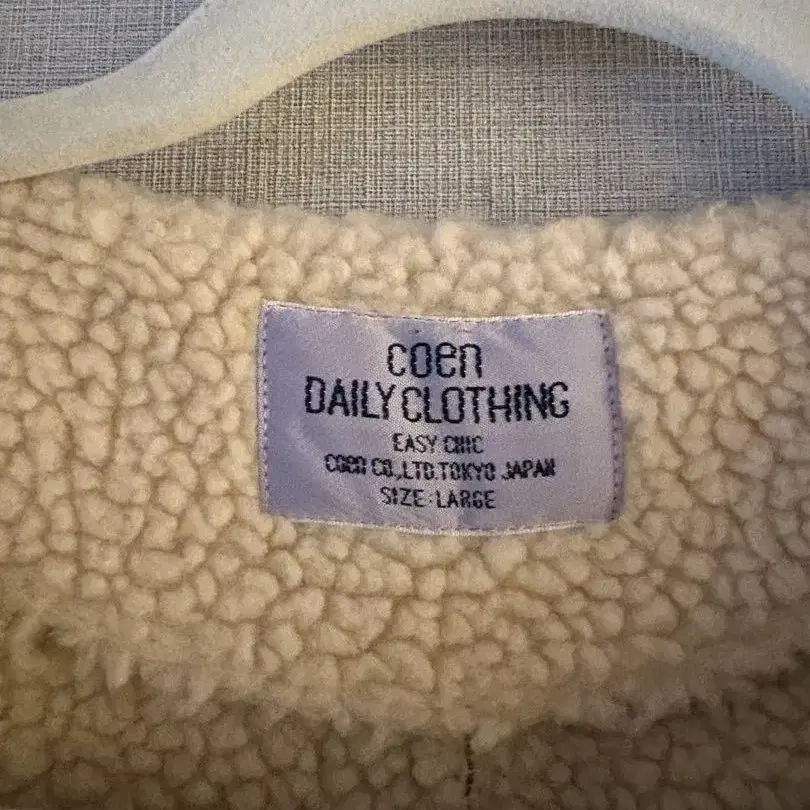 coen
DAILY CLOTHING
EASY CHIC
coen CO.,LTD.TOKYO JAPAN
SIZE:LARGE